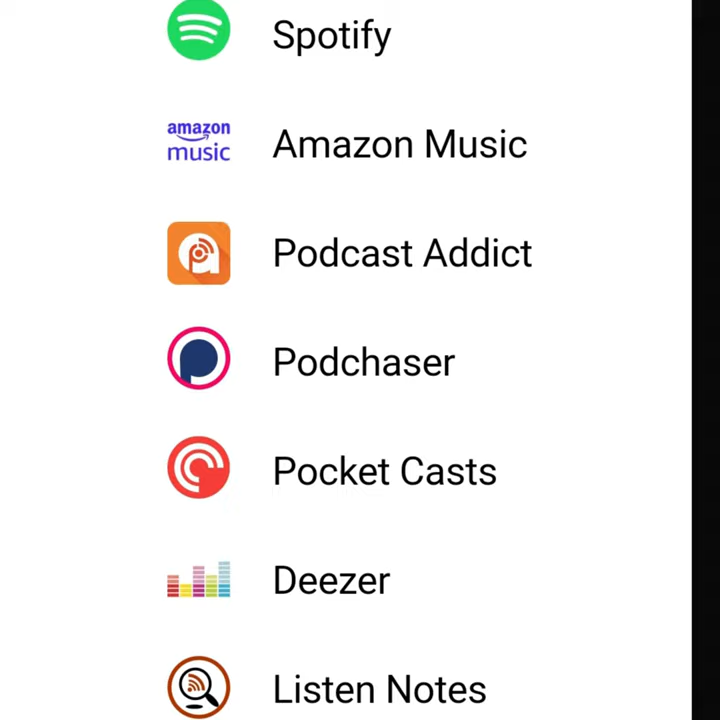 Spotify
amazon
music
Amazon Music
Podcast Addict
Podchaser
Pocket Casts
Deezer
Listen Notes